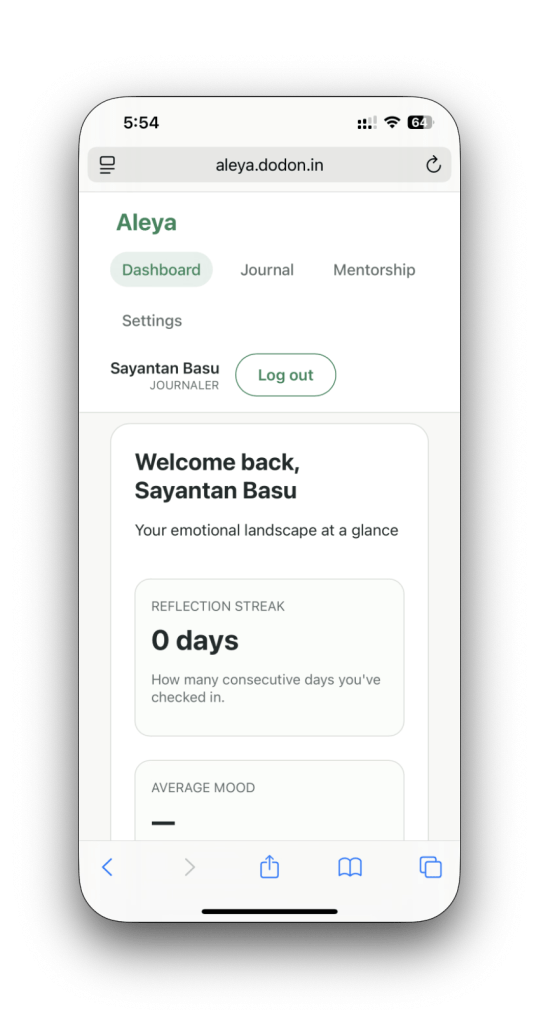 5:54
64
aleya.dodon.in
Aleya
Dashboard
Journal
Mentorship
Settings
Sayantan Basu
JOURNALER
Log out
Welcome back,
Sayantan Basu
Your emotional landscape at a glance
REFLECTION STREAK
0 days
How many consecutive days you've
checked in.
AVERAGE MOOD
—